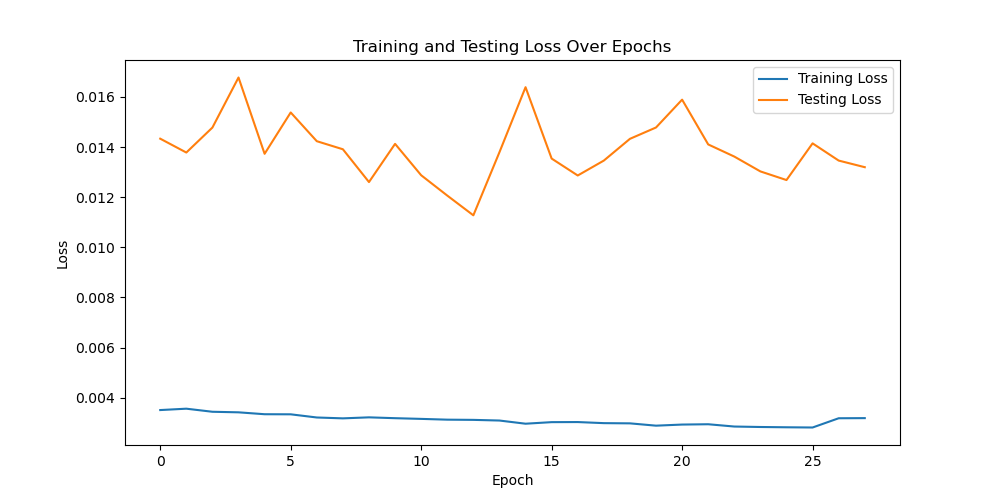 Training and Testing Loss Over Epochs
Training Loss
Testing Loss
0.016
0.014
0.012
0.010
0.008
0.006
0.004
Loss
0 5 10 15 20 25
Epoch